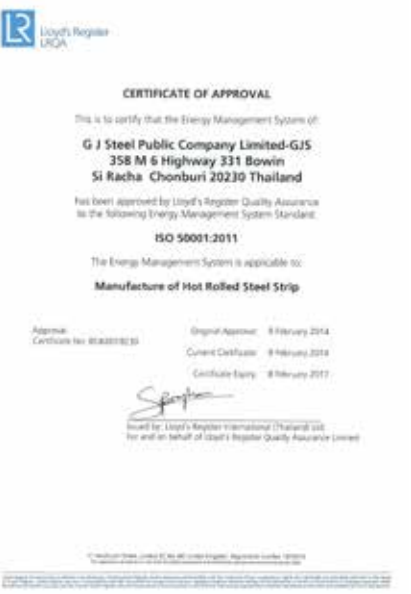 Lloyd's Register
LRQA
CERTIFICATE OF APPROVAL
This is to certify that the Energy Management System of:
G J Steel Public Company Limited-GJS
358 M 6 Highway 331 Bowin
Si Racha Chonburi 20230 Thailand
has been approved by Lloyd's Register Quality Assurance
to the following Energy Management System Standard:
ISO 50001:2011
The Energy Management System is applicable to:
Manufacture of Hot Rolled Steel Strip
Approval
Certificate No:
Original Approval: 9 February 2014
Current Certificate: 9 February 2014
Certificate Expiry: 8 February 2017
Issued by: Lloyd's Register International (Thailand) Ltd
for and on behalf of Lloyd's Register Quality Assurance Limited